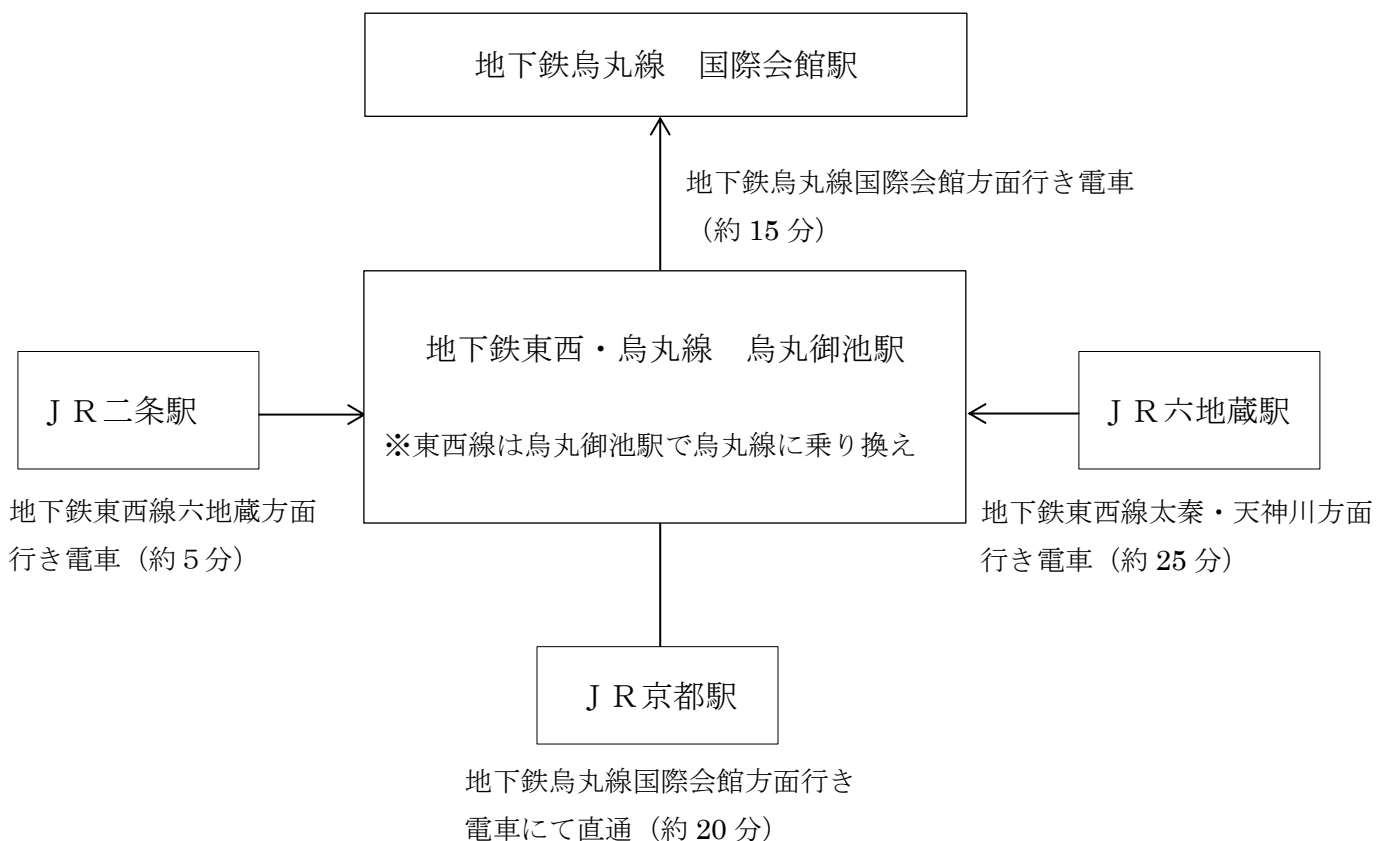 地下鉄烏丸線　国際会館駅
地下鉄烏丸線国際会館方面行き電車
（約 15 分）
地下鉄東西・烏丸線　烏丸御池駅
※東西線は烏丸御池駅で烏丸線に乗り換え
ＪＲ二条駅
地下鉄東西線六地蔵方面
行き電車（約５分）
ＪＲ六地蔵駅
地下鉄東西線太秦・天神川方面
行き電車（約 25 分）
ＪＲ京都駅
地下鉄烏丸線国際会館方面行き
電車にて直通（約 20 分）